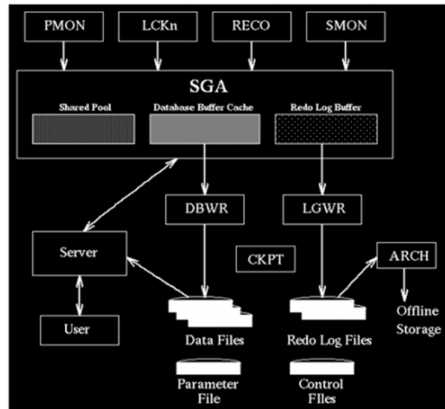 PMON
LCKn
RECO
SMON
SGA
Shared Pool
Database Buffer Cache
Redo Log Buffer
DBWR
LGWR
Server
CKPT
ARCH
User
Data Files
Redo Log Files
Offline
Storage
Parameter
File
Control
FIles